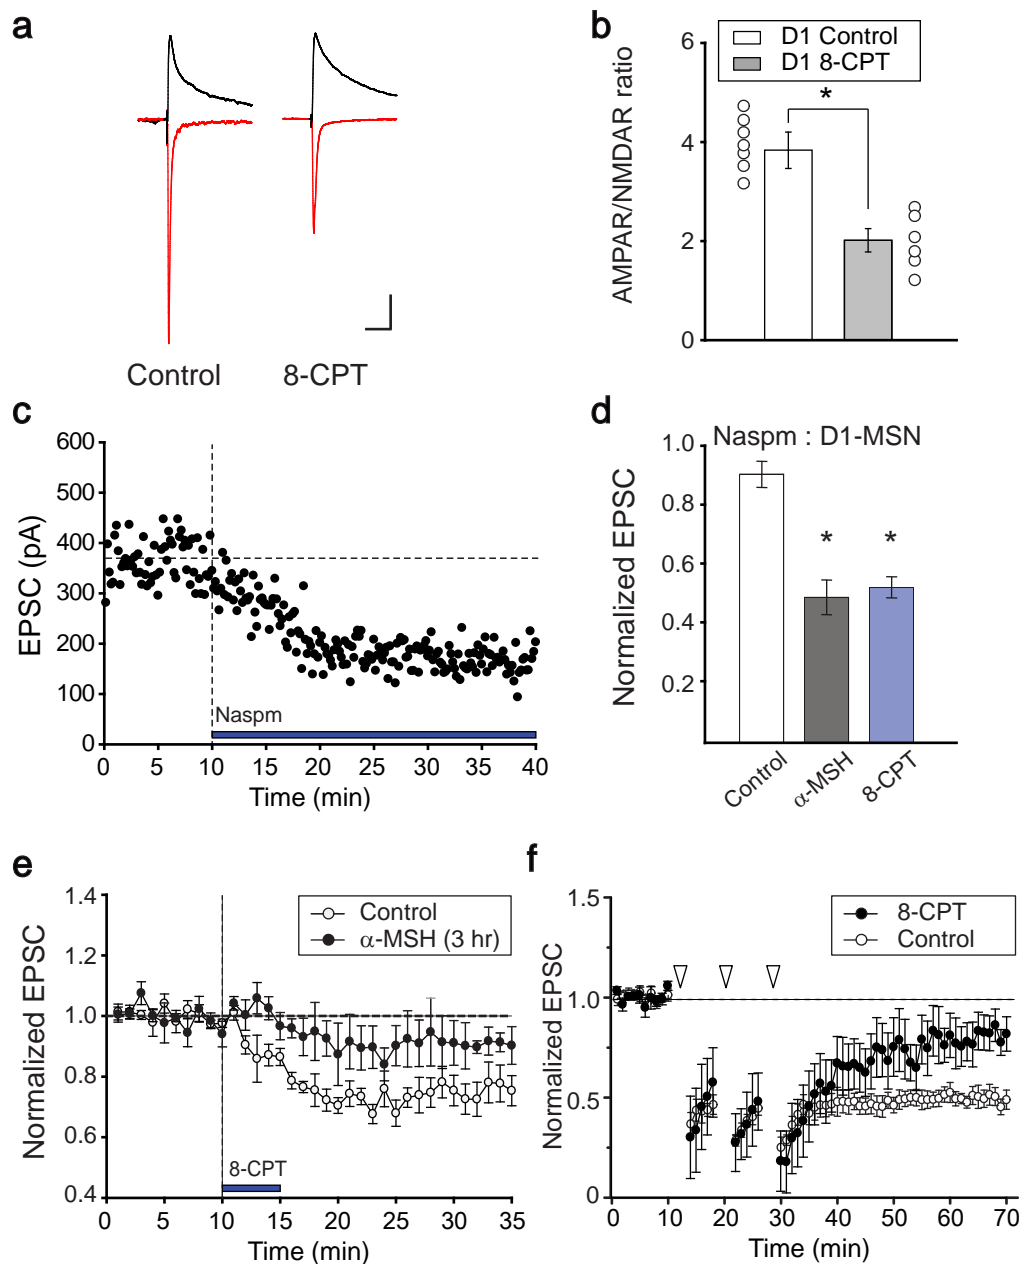 a
Control
8-CPT
b
D1 Control
D1 8-CPT
AMPAR/NMDAR ratio
6
4
2
0
*
c
EPSC (pA)
600
500
400
300
200
100
0
Naspm
0 5 10 15 20 25 30 35 40
Time (min)
d
Naspm : D1-MSN
Normalized EPSC
1.0
0.8
0.6
0.4
0.2
* *
Control
α-MSH
8-CPT
e
Normalized EPSC
1.4
1.2
1.0
0.8
0.6
0.4
Control
α-MSH (3 hr)
8-CPT
0 5 10 15 20 25 30 35
Time (min)
f
Normalized EPSC
1.5
1.0
0.5
0
8-CPT
Control
0 10 20 30 40 50 60 70
Time (min)